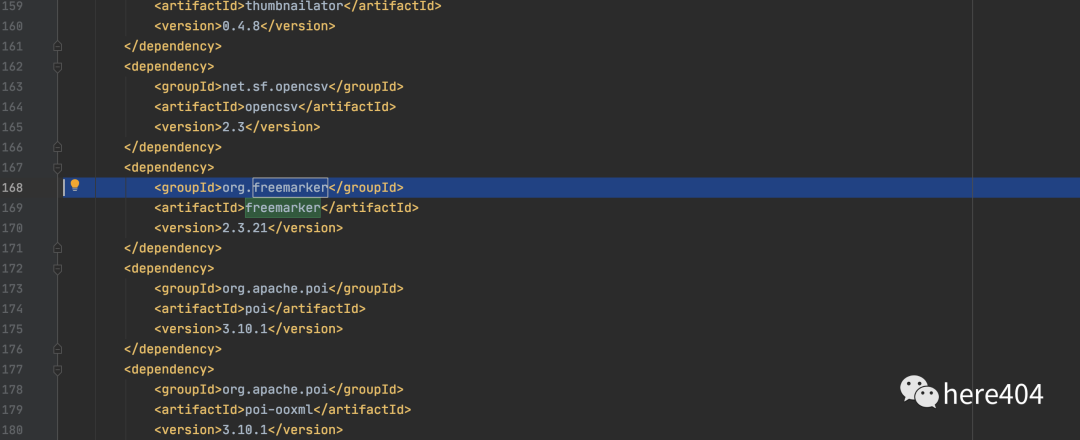 159 <artifactId>thumbnailator</artifactId>
160 <version>0.4.8</version>
161 </dependency>
162 <dependency>
163 <groupId>net.sf.opencsv</groupId>
164 <artifactId>opencsv</artifactId>
165 <version>2.3</version>
166 </dependency>
167 <dependency>
168 <groupId>org.freemarker</groupId>
169 <artifactId>freemarker</artifactId>
170 <version>2.3.21</version>
171 </dependency>
172 <dependency>
173 <groupId>org.apache.poi</groupId>
174 <artifactId>poi</artifactId>
175 <version>3.10.1</version>
176 </dependency>
177 <dependency>
178 <groupId>org.apache.poi</groupId>
179 <artifactId>poi-ooxml</artifactId>
180 <version>3.10.1</version>
here404